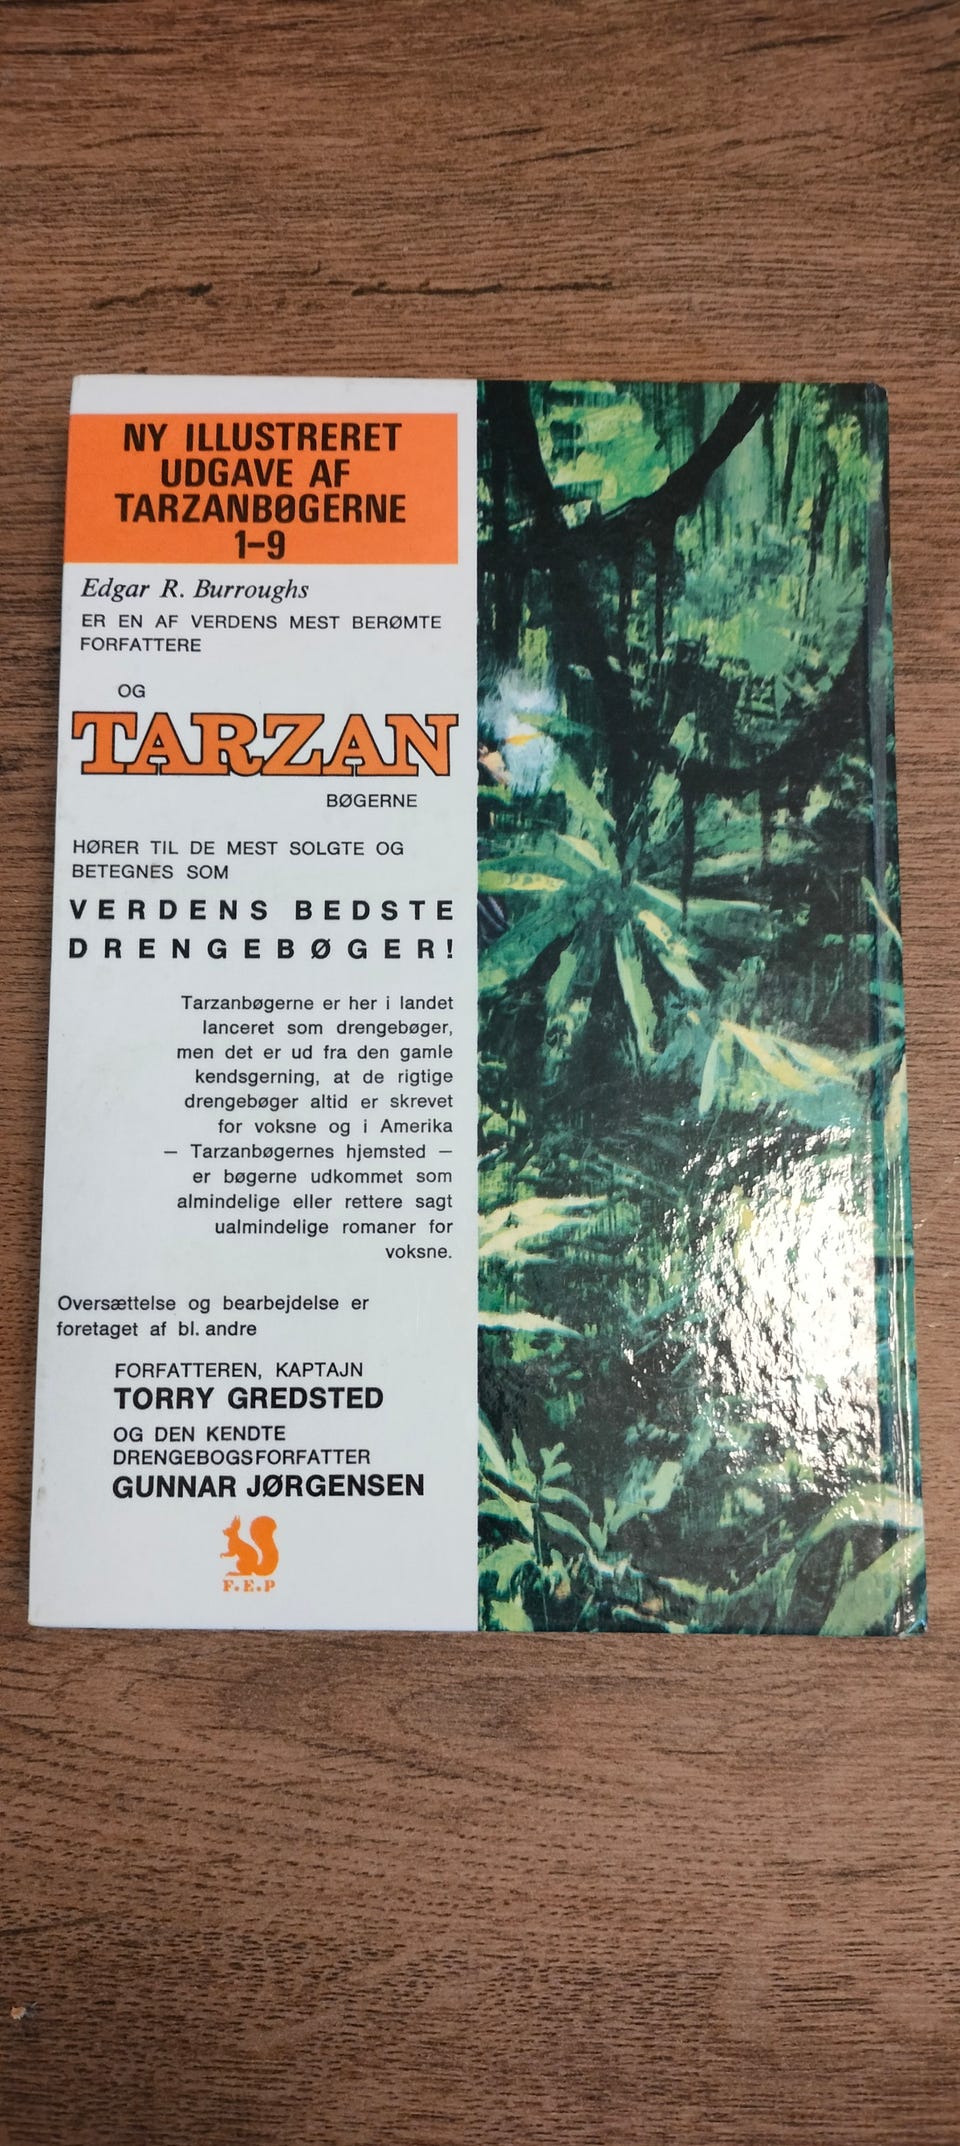 NY ILLUSTRERET
UDGAVE AF
TARZANBØGERNE
1–9
Edgar R. Burroughs
ER EN AF VERDENS MEST BERØMTE
FORFATTERE
OG
TARZAN
BØGERNE
HØRER TIL DE MEST SOLGTE OG
BETEGNES SOM
VERDENS BEDSTE
DRENGEBØGER!
Tarzanbøgerne er her i landet
lanceret som drengebøger,
men det er ud fra den gamle
kendsgerning, at de rigtige
drengebøger altid er skrevet
for voksne og i Amerika
— Tarzanbøgernes hjemsted —
er bøgerne udkommet som
almindelige eller rettere sagt
ualmindelige romaner for
voksne.
Oversættelse og bearbejdelse er
foretaget af bl. andre
FORFATTEREN, KAPTAJN
TORRY GREDSTED
OG DEN KENDTE
DRENGEBOGSFORFATTER
GUNNAR JØRGENSEN
F.E.P